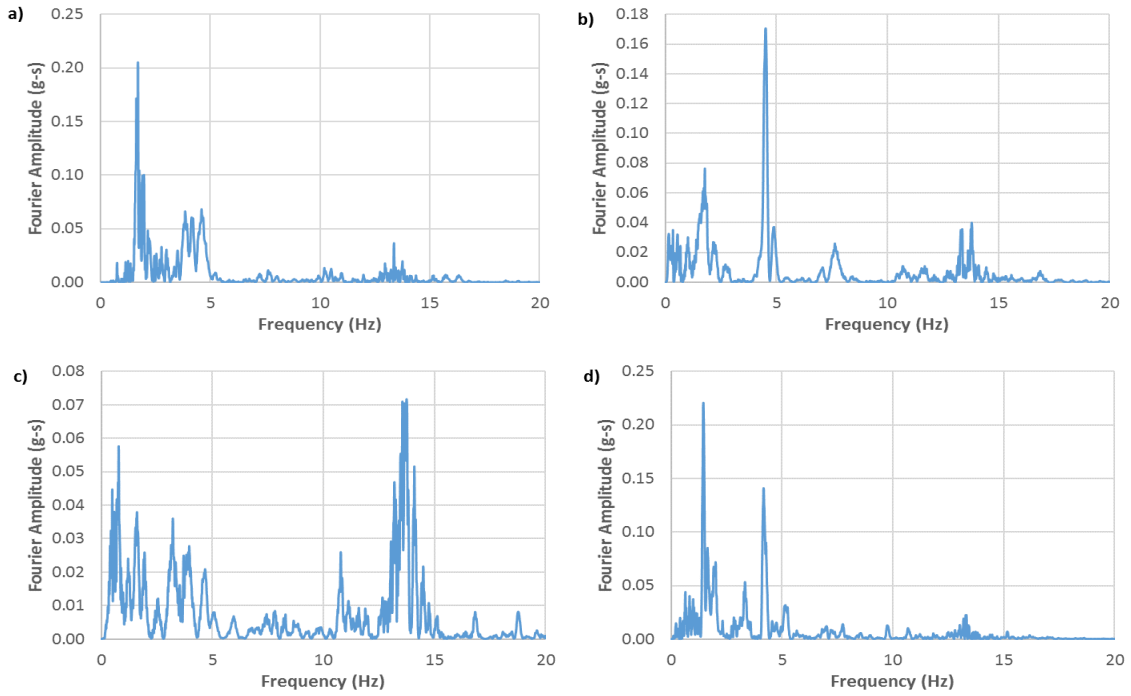 a)
0.25
0.20
0.15
0.10
0.05
0.00
Fourier Amplitude (g-s)
0 5 10 15 20
Frequency (Hz)
b)
0.18
0.16
0.14
0.12
0.10
0.08
0.06
0.04
0.02
0.00
Fourier Amplitude (g-s)
0 5 10 15 20
Frequency (Hz)
c)
0.08
0.07
0.06
0.05
0.04
0.03
0.02
0.01
0.00
Fourier Amplitude (g-s)
0 5 10 15 20
Frequency (Hz)
d)
0.25
0.20
0.15
0.10
0.05
0.00
Fourier Amplitude (g-s)
0 5 10 15 20
Frequency (Hz)